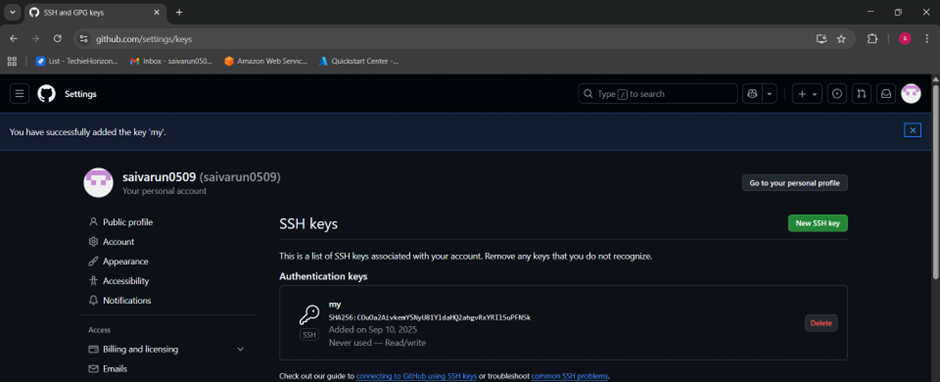 SSH and GPG keys
github.com/settings/keys
List - TechieHorizon...
Inbox - saivarun050...
Amazon Web Servic...
Quickstart Center -...
Settings
Type / to search
You have successfully added the key 'my'.
saivarun0509 (saivarun0509)
Your personal account
Go to your personal profile
Public profile
Account
Appearance
Accessibility
Notifications
Access
Billing and licensing
Emails
SSH keys
New SSH key
This is a list of SSH keys associated with your account. Remove any keys that you do not recognize.
Authentication keys
my
SSH
Added on Sep 10, 2025
Never used — Read/write
Delete
Check out our guide to connecting to GitHub using SSH keys or troubleshoot common SSH problems.